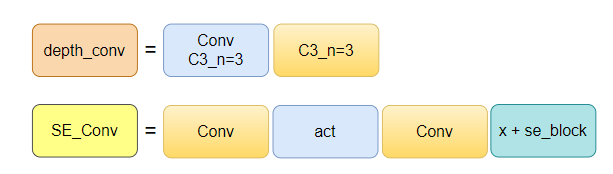 depth_conv = Conv C3_n=3
C3_n=3
SE_Conv = Conv act Conv x + se_block